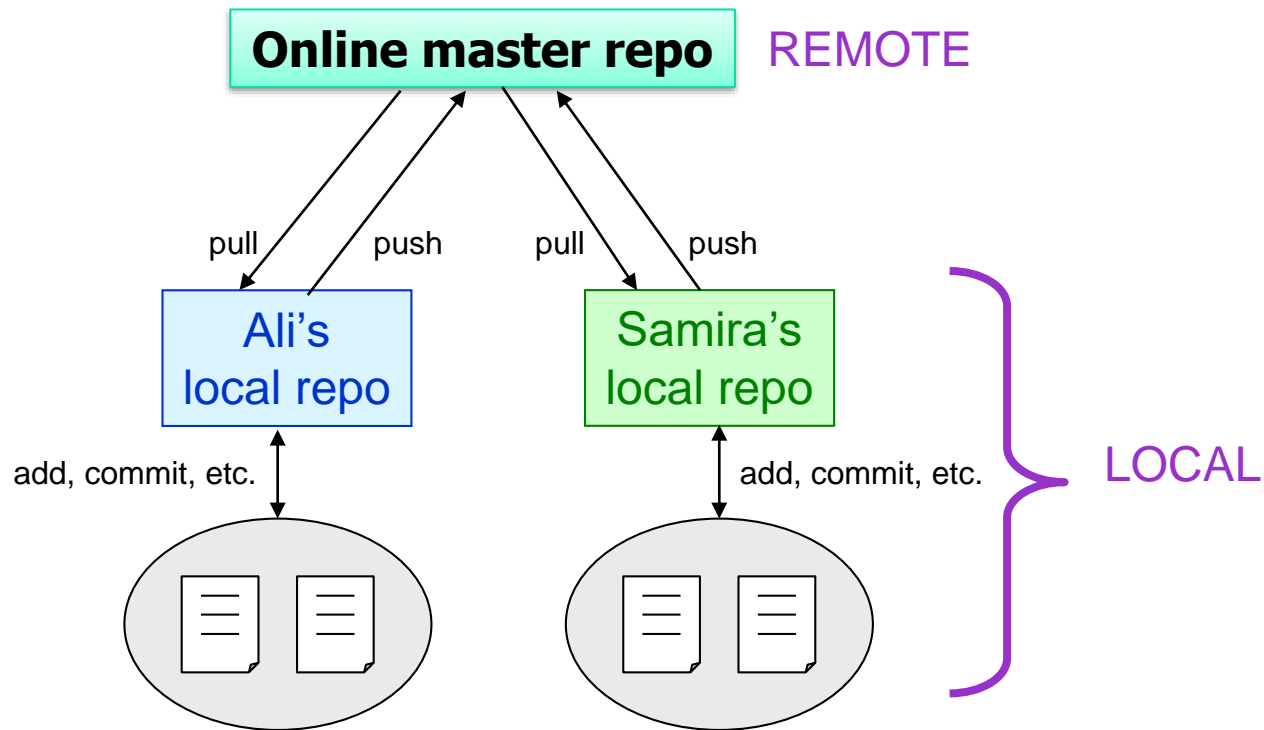 Online master repo
REMOTE
pull
push
pull
push
Ali’s
local repo
Samira’s
local repo
add, commit, etc.
add, commit, etc.
LOCAL